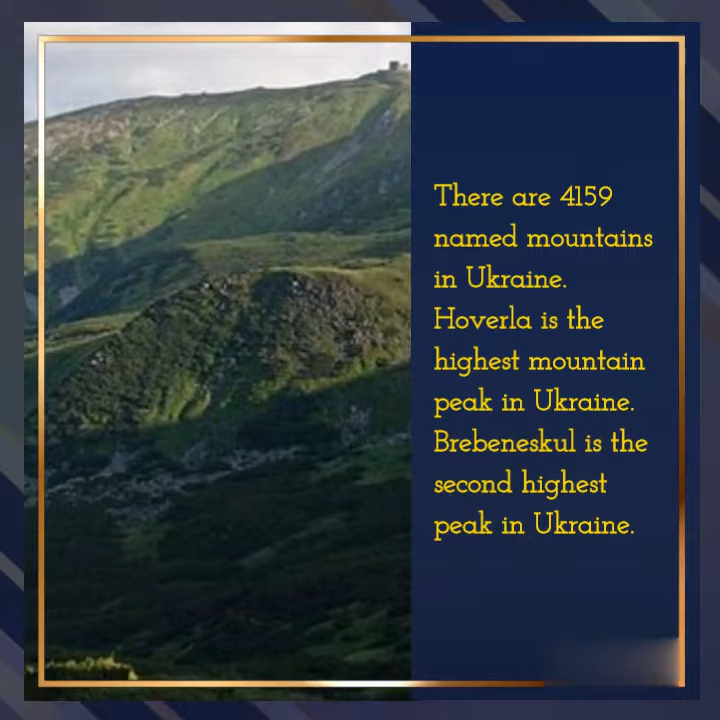 There are 4159
named mountains
in Ukraine.
Hoverla is the
highest mountain
peak in Ukraine.
Brebeneskul is the
second highest
peak in Ukraine.